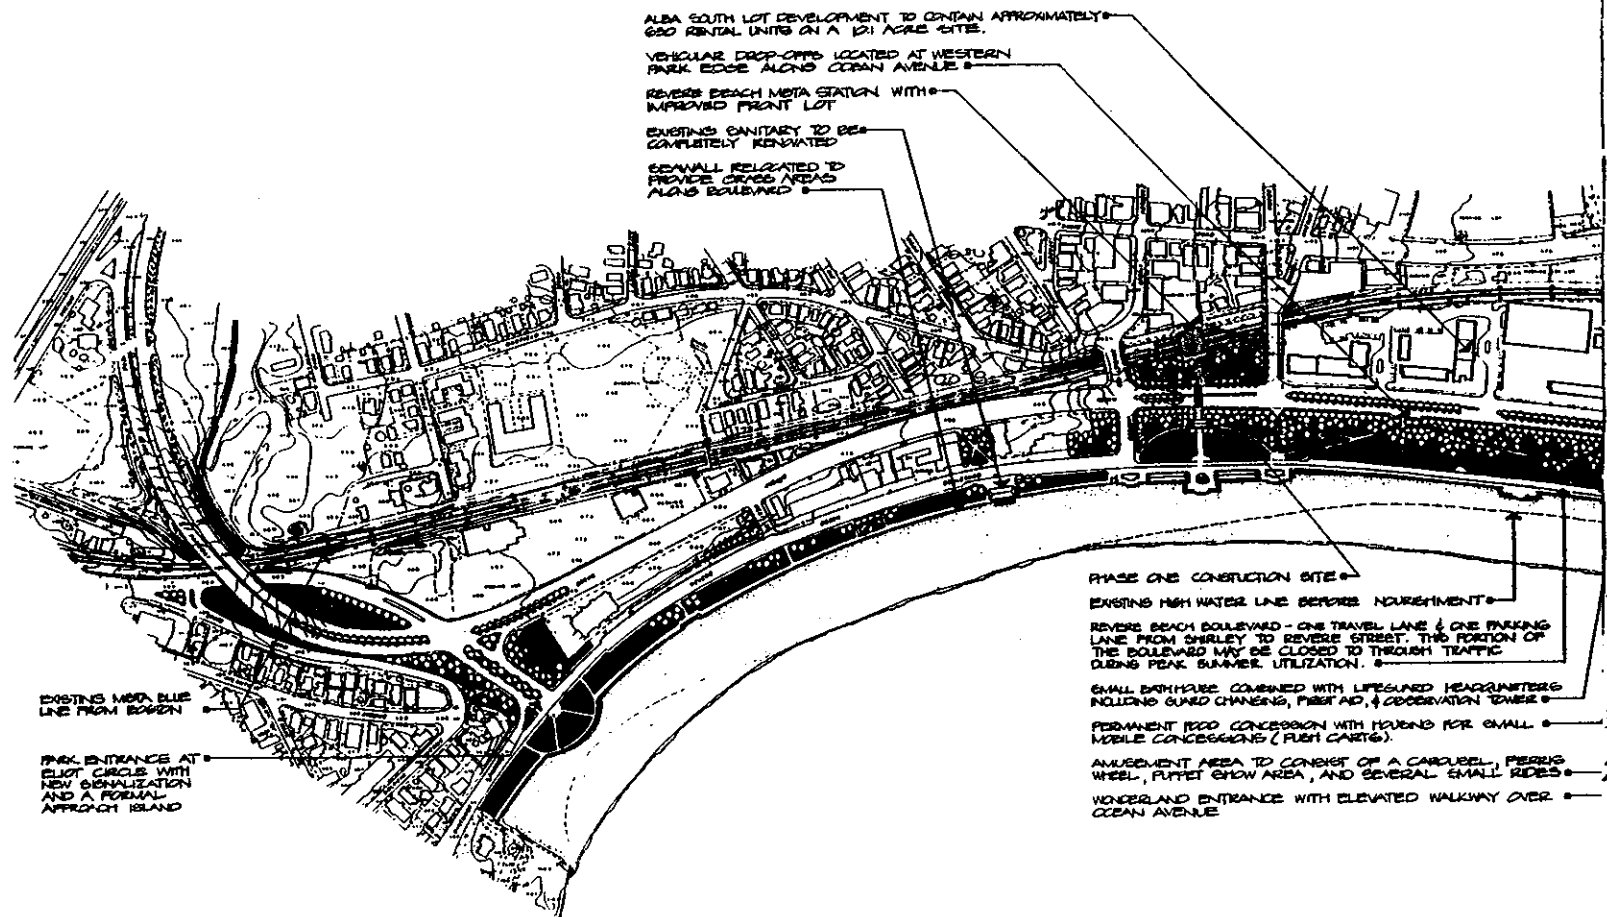 ALBA SOUTH LOT DEVELOPMENT TO CONTAIN APPROXIMATELY
650 RENTAL UNITS ON A 10.1 ACRE SITE.
VEHICULAR DROP-OFFS LOCATED AT WESTERN
PARK EDGE ALONG OCEAN AVENUE
REVERE BEACH MBTA STATION WITH
IMPROVED FRONT LOT
EXISTING SANITARY TO BE
COMPLETELY RENOVATED
SEAWALL RELOCATED TO
PROVIDE GRASS AREAS
ALONG BOULEVARD
EXISTING MBTA BLUE
LINE FROM BOSTON
PARK ENTRANCE AT
ELIOT CIRCLE WITH
NEW SIGNALIZATION
AND A FORMAL
APPROACH ISLAND
PHASE ONE CONSTUCTION SITE
EXISTING HIGH WATER LINE BEFORE NOURISHMENT
REVERE BEACH BOULEVARD - ONE TRAVEL LANE & ONE PARKING
LANE FROM SHIRLEY TO REVERE STREET. THIS PORTION OF
THE BOULEVARD MAY BE CLOSED TO THROUGH TRAFFIC
DURING PEAK SUMMER UTILIZATION.
SMALL BATHHOUSE COMBINED WITH LIFEGUARD HEADQUARTERS
INCLUDING GUARD CHANGING, FIRST AID, & OBSERVATION TOWER
PERMANENT FOOD CONCESSION WITH HOUSING FOR SMALL
MOBILE CONCESSIONS (PUSH CARTS).
AMUSEMENT AREA TO CONSIST OF A CAROUSEL, FERRIS
WHEEL, PUPPET SHOW AREA, AND SEVERAL SMALL RIDES
WONDERLAND ENTRANCE WITH ELEVATED WALKWAY OVER
OCEAN AVENUE